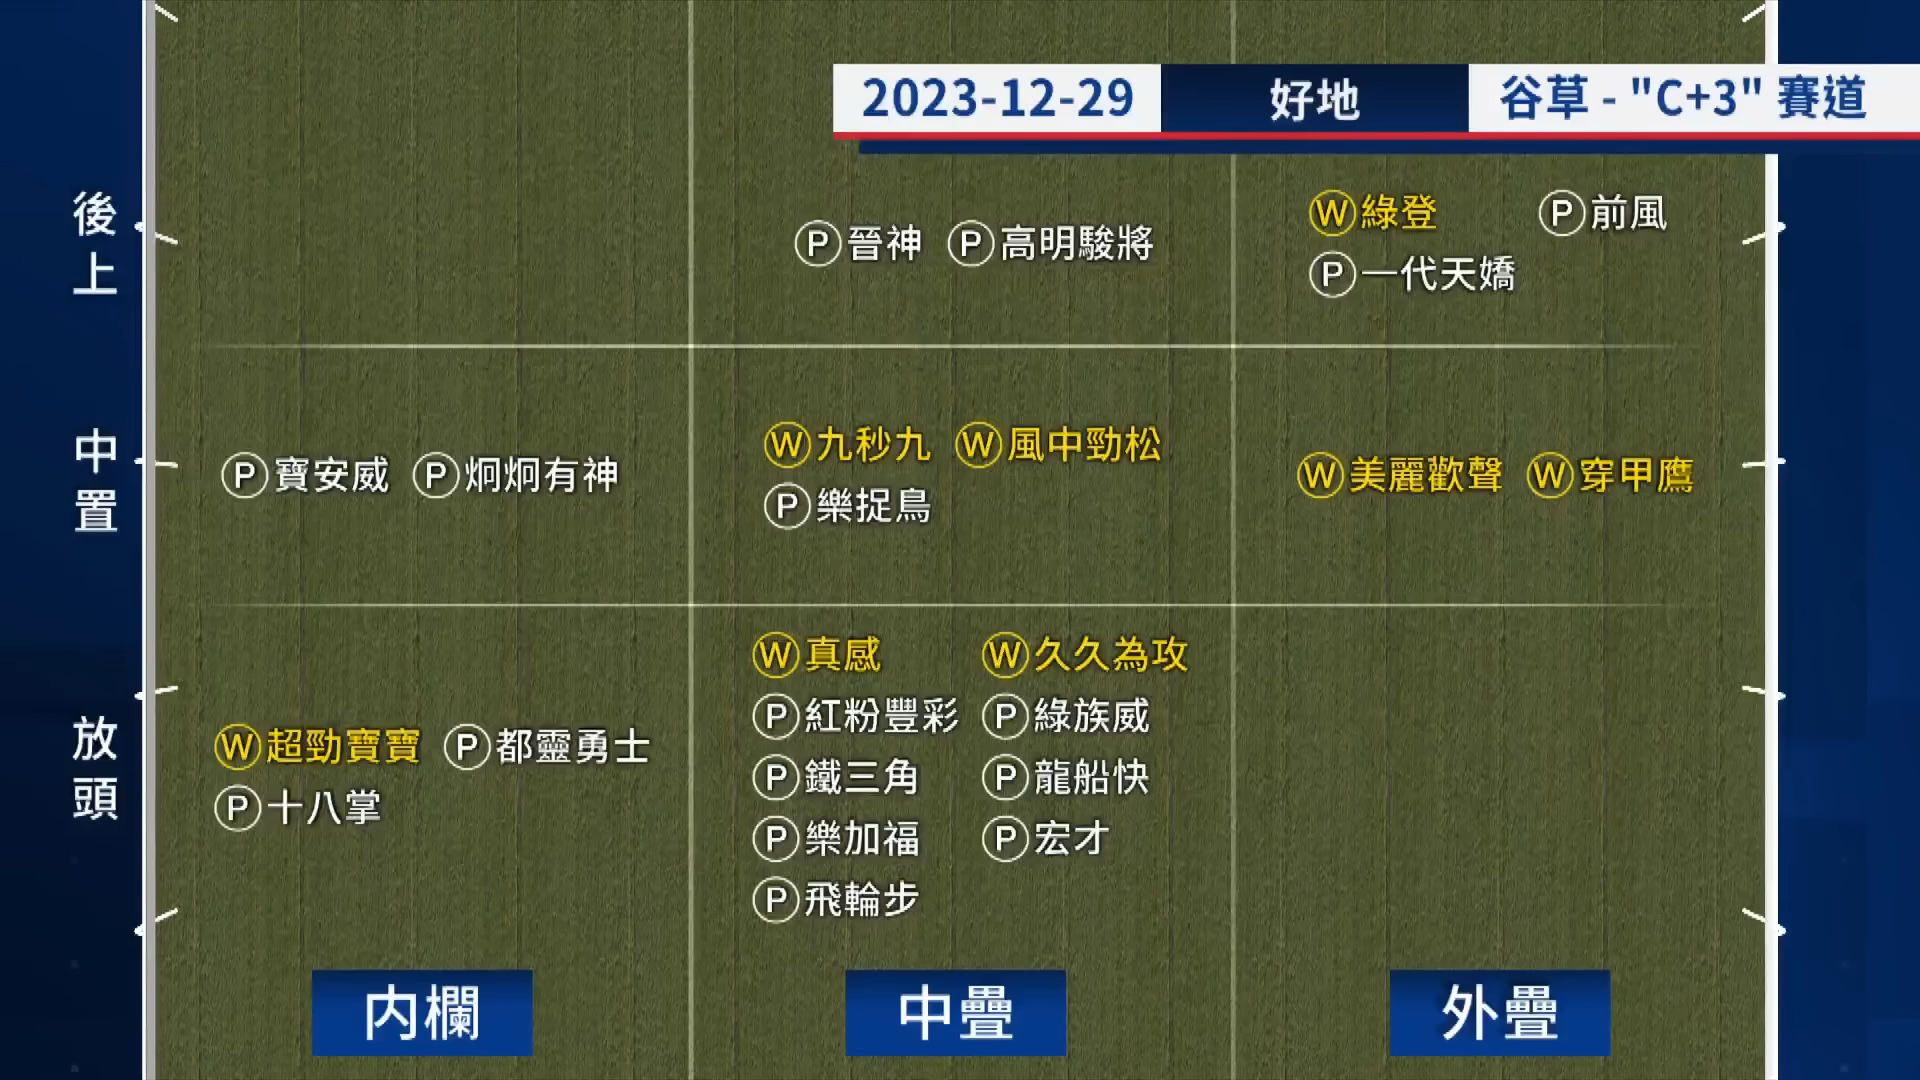 2023-12-29 好地 谷草 - "C+3" 賽道
後上
Ⓟ晉神 Ⓟ高明駿將
Ⓦ綠登 Ⓟ前風
Ⓟ一代天嬌
中置
Ⓟ寶安威 Ⓟ炯炯有神
Ⓦ九秒九 Ⓦ風中勁松
Ⓟ樂捉鳥
Ⓦ美麗歡聲 Ⓦ穿甲鷹
放頭
Ⓦ超勁寶寶 Ⓟ都靈勇士
Ⓟ十八掌
Ⓦ真感 Ⓦ久久為攻
Ⓟ紅粉豐彩 Ⓟ綠族威
Ⓟ鐵三角 Ⓟ龍船快
Ⓟ樂加福 Ⓟ宏才
Ⓟ飛輪步
內欄 中疊 外疊